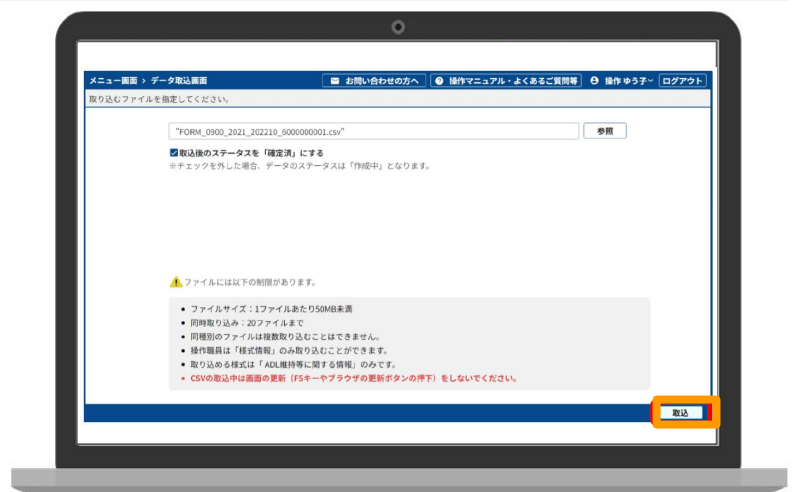 メニュー画面 › データ取込画面
お問い合わせの方へ
操作マニュアル・よくあるご質問等
操作 ゆう子
ログアウト
取り込むファイルを指定してください。
"FORM_0900_2021_202210_6000000001.csv"
参照
取込後のステータスを「確定済」にする
※チェックを外した場合、データのステータスは「作成中」となります。
ファイルには以下の制限があります。
• ファイルサイズ：1ファイルあたり50MB未満
• 同時取り込み：20ファイルまで
• 同種別のファイルは複数取り込むことはできません。
• 操作職員は「様式情報」のみ取り込むことができます。
• 取り込める様式は「 ADL維持等に関する情報」のみです。
• CSVの取込中は画面の更新（F5キーやブラウザの更新ボタンの押下）をしないでください。
取込